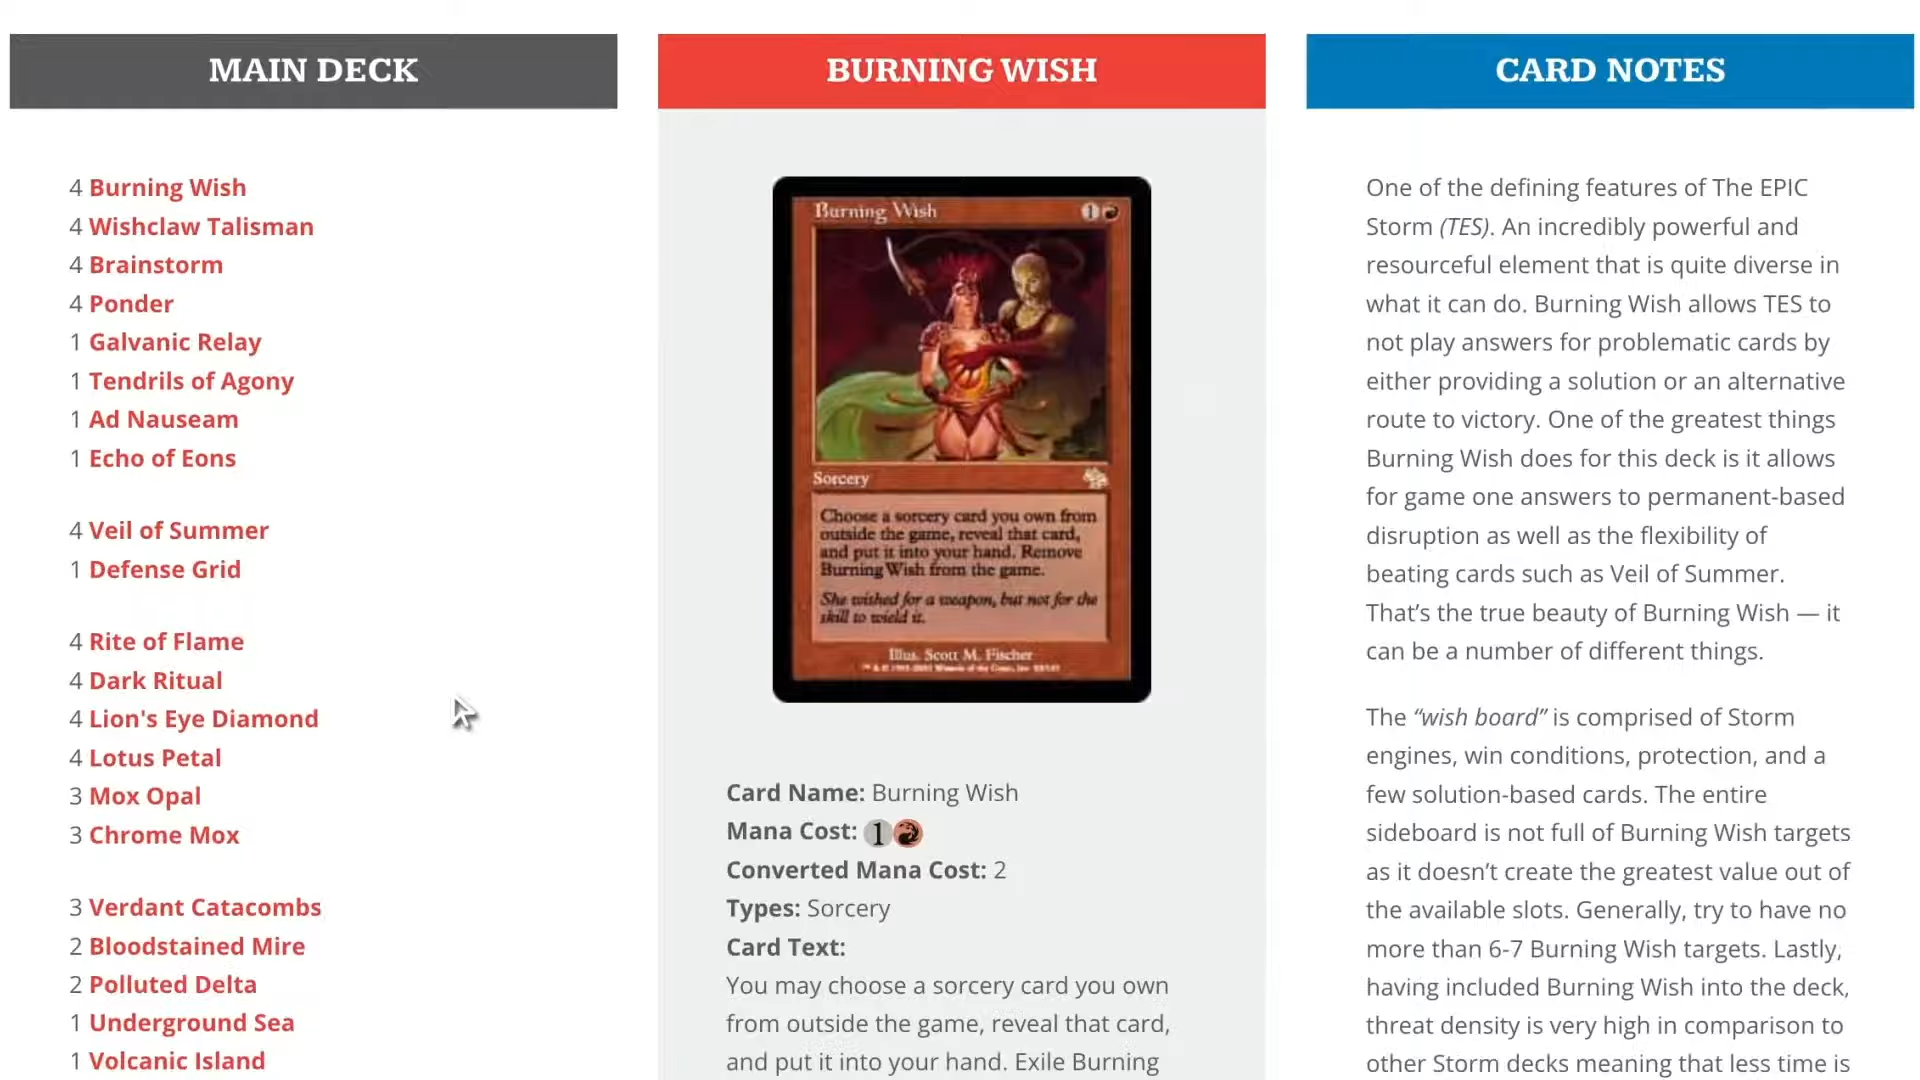 MAIN DECK
4 Burning Wish
4 Wishclaw Talisman
4 Brainstorm
4 Ponder
1 Galvanic Relay
1 Tendrils of Agony
1 Ad Nauseam
1 Echo of Eons
4 Veil of Summer
1 Defense Grid
4 Rite of Flame
4 Dark Ritual
4 Lion's Eye Diamond
4 Lotus Petal
3 Mox Opal
3 Chrome Mox
3 Verdant Catacombs
2 Bloodstained Mire
2 Polluted Delta
1 Underground Sea
1 Volcanic Island
BURNING WISH
Burning Wish 1
Sorcery
Choose a sorcery card you own from
outside the game, reveal that card,
and put it into your hand. Remove
Burning Wish from the game.
She wished for a weapon, but not for the
skill to wield it.
Illus. Scott M. Fischer
Card Name: Burning Wish
Mana Cost: 1
Converted Mana Cost: 2
Types: Sorcery
Card Text:
You may choose a sorcery card you own
from outside the game, reveal that card,
and put it into your hand. Exile Burning
CARD NOTES
One of the defining features of The EPIC
Storm (TES). An incredibly powerful and
resourceful element that is quite diverse in
what it can do. Burning Wish allows TES to
not play answers for problematic cards by
either providing a solution or an alternative
route to victory. One of the greatest things
Burning Wish does for this deck is it allows
for game one answers to permanent-based
disruption as well as the flexibility of
beating cards such as Veil of Summer.
That’s the true beauty of Burning Wish — it
can be a number of different things.
The “wish board” is comprised of Storm
engines, win conditions, protection, and a
few solution-based cards. The entire
sideboard is not full of Burning Wish targets
as it doesn’t create the greatest value out of
the available slots. Generally, try to have no
more than 6-7 Burning Wish targets. Lastly,
having included Burning Wish into the deck,
threat density is very high in comparison to
other Storm decks meaning that less time is